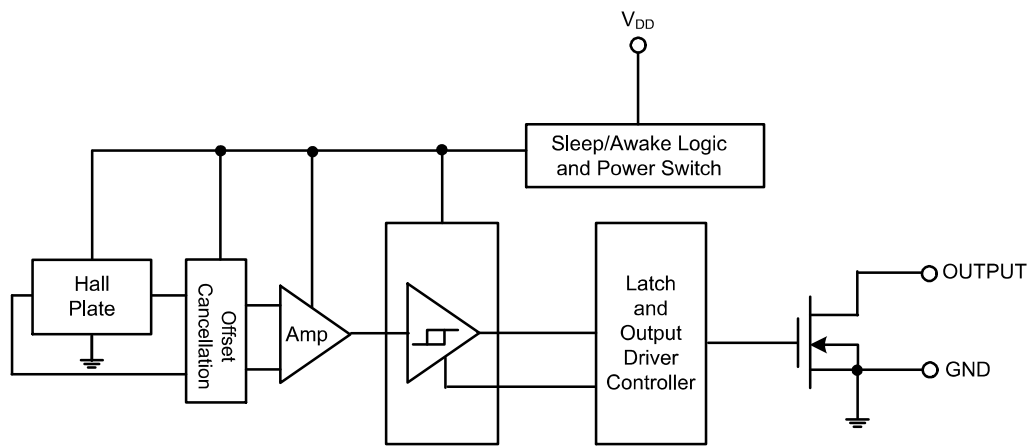 VDD
Sleep/Awake Logic
and Power Switch
Hall
Plate
Offset
Cancellation
Amp
Latch
and
Output
Driver
Controller
OUTPUT
GND